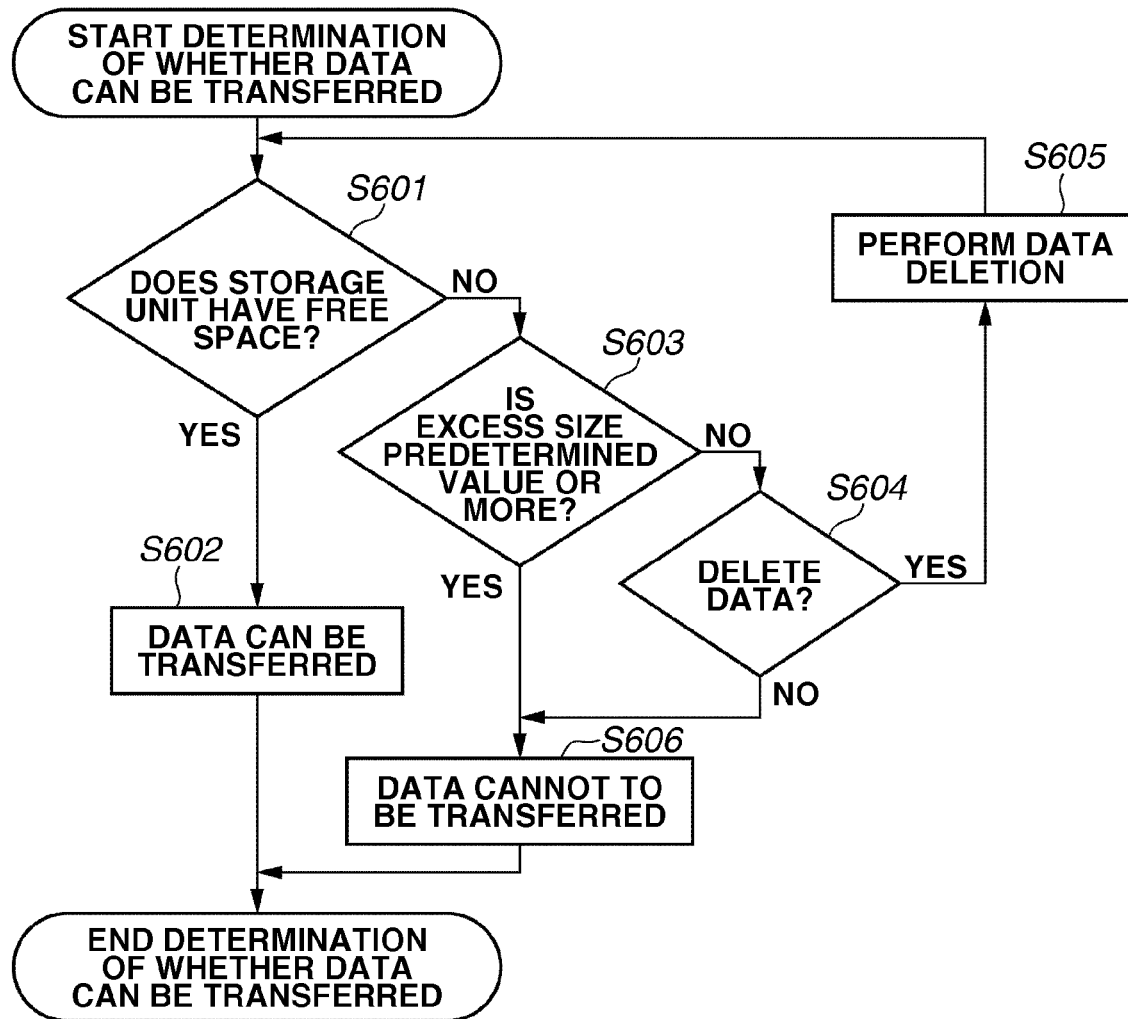 START DETERMINATION
OF WHETHER DATA
CAN BE TRANSFERRED
S601
DOES STORAGE
UNIT HAVE FREE
SPACE?
NO
YES
S605
PERFORM DATA
DELETION
S603
IS
EXCESS SIZE
PREDETERMINED
VALUE OR
MORE?
NO
YES
S604
DELETE
DATA?
YES
NO
S602
DATA CAN BE
TRANSFERRED
S606
DATA CANNOT TO
BE TRANSFERRED
END DETERMINATION
OF WHETHER DATA
CAN BE TRANSFERRED